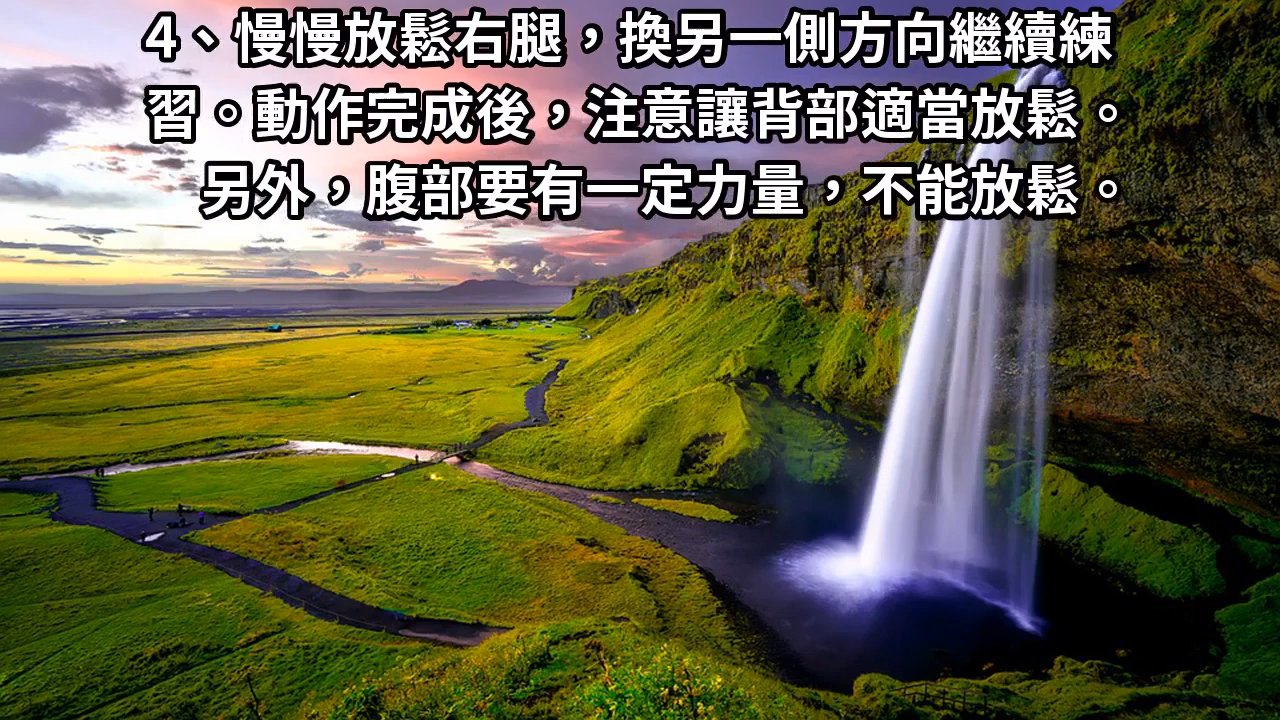 4、慢慢放鬆右腿，換另一側方向繼續練
習。動作完成後，注意讓背部適當放鬆。
另外，腹部要有一定力量，不能放鬆。